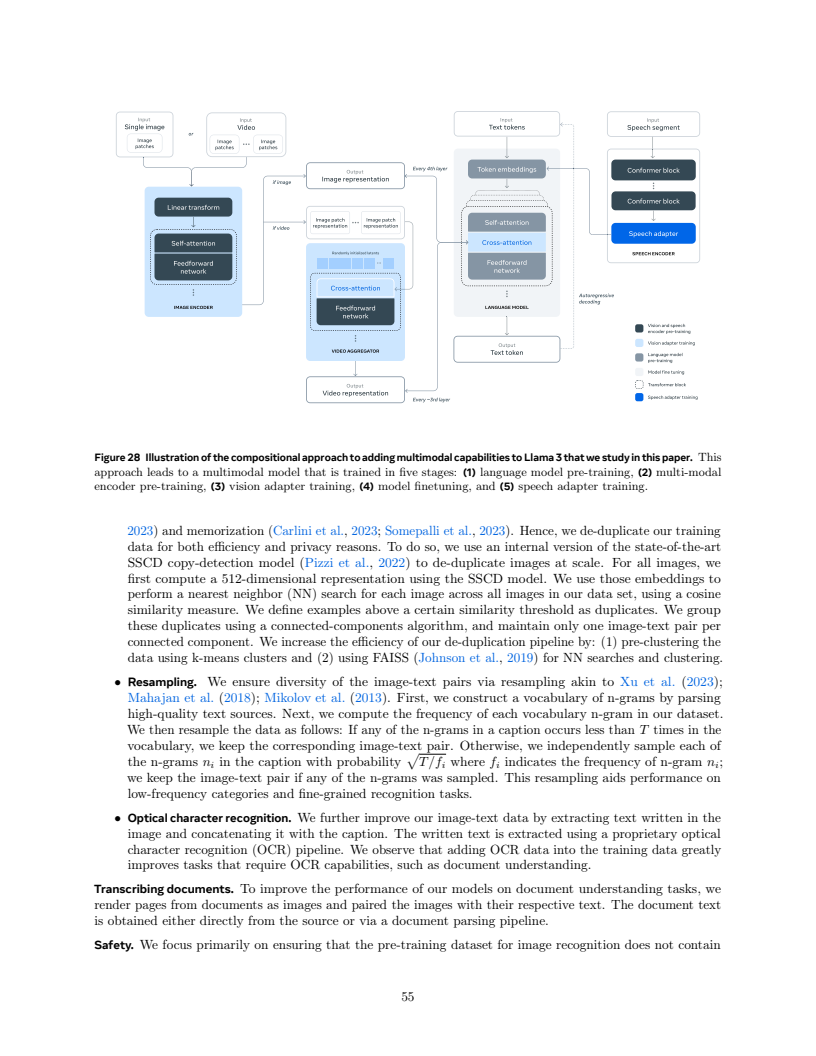 Input
Single image
Image
patches
or
Input
Video
Image
patches
...
Image
patches
Input
Text tokens
Input
Speech segment
If image
Output
Image representation
Every 4th layer
Token embeddings
Conformer block
Conformer block
Linear transform
If video
Image patch
representation
...
Image patch
representation
Self-attention
Cross-attention
Feedforward
network
Speech adapter
SPEECH ENCODER
Self-attention
Feedforward
network
IMAGE ENCODER
Randomly initialized latents
...
Cross-attention
Feedforward
network
VIDEO AGGREGATOR
LANGUAGE MODEL
Autoregressive
decoding
Output
Text token
Output
Video representation
Every ~3rd layer
Vision and speech
encoder pre-training
Vision adapter training
Language model
pre-training
Model fine tuning
Transformer block
Speech adapter training
Figure 28 Illustration of the compositional approach to adding multimodal capabilities to Llama 3 that we study in this paper. This
approach leads to a multimodal model that is trained in five stages: (1) language model pre-training, (2) multi-modal
encoder pre-training, (3) vision adapter training, (4) model finetuning, and (5) speech adapter training.
2023) and memorization (Carlini et al., 2023; Somepalli et al., 2023). Hence, we de-duplicate our training
data for both efficiency and privacy reasons. To do so, we use an internal version of the state-of-the-art
SSCD copy-detection model (Pizzi et al., 2022) to de-duplicate images at scale. For all images, we
first compute a 512-dimensional representation using the SSCD model. We use those embeddings to
perform a nearest neighbor (NN) search for each image across all images in our data set, using a cosine
similarity measure. We define examples above a certain similarity threshold as duplicates. We group
these duplicates using a connected-components algorithm, and maintain only one image-text pair per
connected component. We increase the efficiency of our de-duplication pipeline by: (1) pre-clustering the
data using k-means clusters and (2) using FAISS (Johnson et al., 2019) for NN searches and clustering.
• Resampling. We ensure diversity of the image-text pairs via resampling akin to Xu et al. (2023);
Mahajan et al. (2018); Mikolov et al. (2013). First, we construct a vocabulary of n-grams by parsing
high-quality text sources. Next, we compute the frequency of each vocabulary n-gram in our dataset.
We then resample the data as follows: If any of the n-grams in a caption occurs less than T times in the
vocabulary, we keep the corresponding image-text pair. Otherwise, we independently sample each of
the n-grams nᵢ in the caption with probability √T/fᵢ where fᵢ indicates the frequency of n-gram nᵢ;
we keep the image-text pair if any of the n-grams was sampled. This resampling aids performance on
low-frequency categories and fine-grained recognition tasks.
• Optical character recognition. We further improve our image-text data by extracting text written in the
image and concatenating it with the caption. The written text is extracted using a proprietary optical
character recognition (OCR) pipeline. We observe that adding OCR data into the training data greatly
improves tasks that require OCR capabilities, such as document understanding.
Transcribing documents. To improve the performance of our models on document understanding tasks, we
render pages from documents as images and paired the images with their respective text. The document text
is obtained either directly from the source or via a document parsing pipeline.
Safety. We focus primarily on ensuring that the pre-training dataset for image recognition does not contain
55